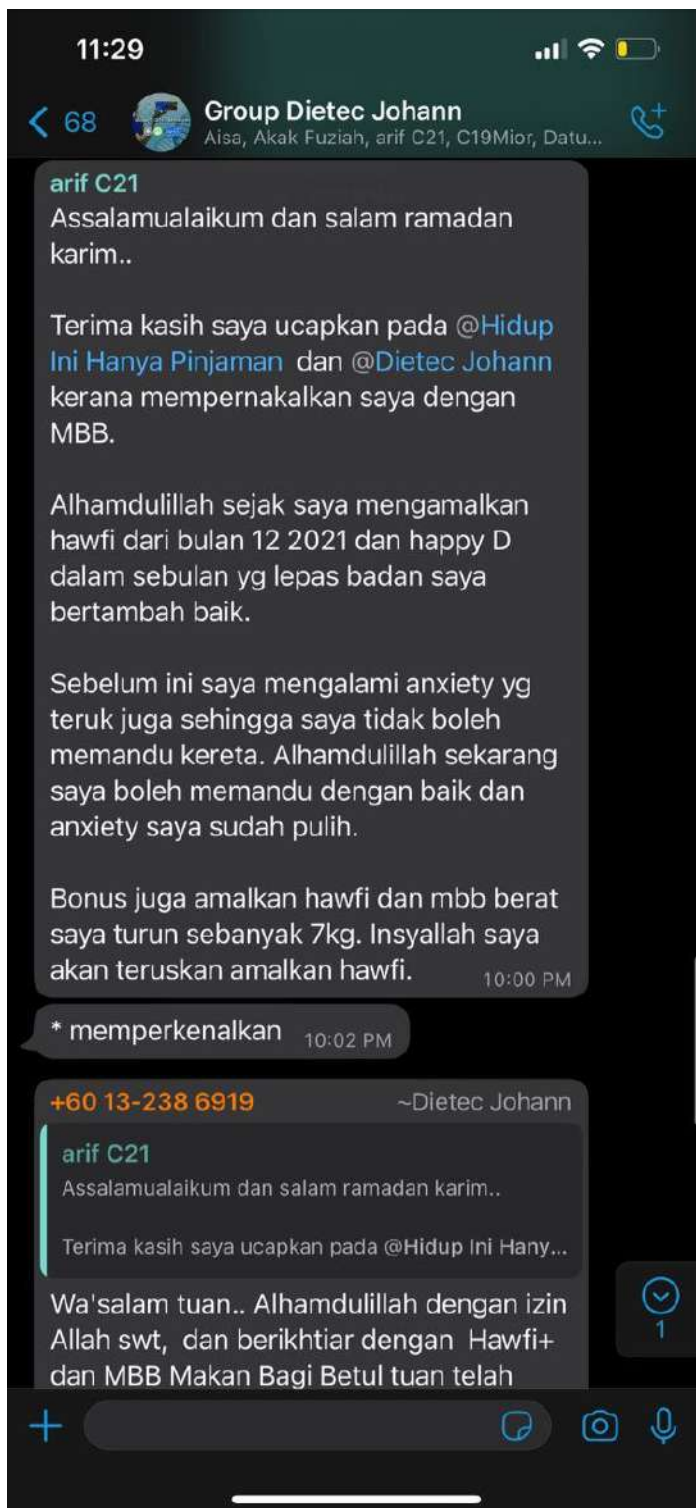 11:29
68
Group Dietec Johann
Aisa, Akak Fuziah, arif C21, C19Mior, Datu...
arif C21
Assalamualaikum dan salam ramadan
karim..
Terima kasih saya ucapkan pada @Hidup
Ini Hanya Pinjaman dan @Dietec Johann
kerana mempernakalkan saya dengan
MBB.
Alhamdulillah sejak saya mengamalkan
hawfi dari bulan 12 2021 dan happy D
dalam sebulan yg lepas badan saya
bertambah baik.
Sebelum ini saya mengalami anxiety yg
teruk juga sehingga saya tidak boleh
memandu kereta. Alhamdulillah sekarang
saya boleh memandu dengan baik dan
anxiety saya sudah pulih.
Bonus juga amalkan hawfi dan mbb berat
saya turun sebanyak 7kg. Insyallah saya
akan teruskan amalkan hawfi. 10:00 PM
* memperkenalkan 10:02 PM
+60 13-238 6919 ~Dietec Johann
arif C21
Assalamualaikum dan salam ramadan karim..
Terima kasih saya ucapkan pada @Hidup Ini Hany...
Wa'salam tuan.. Alhamdulillah dengan izin
Allah swt, dan berikhtiar dengan Hawfi+
dan MBB Makan Bagi Betul tuan telah
1